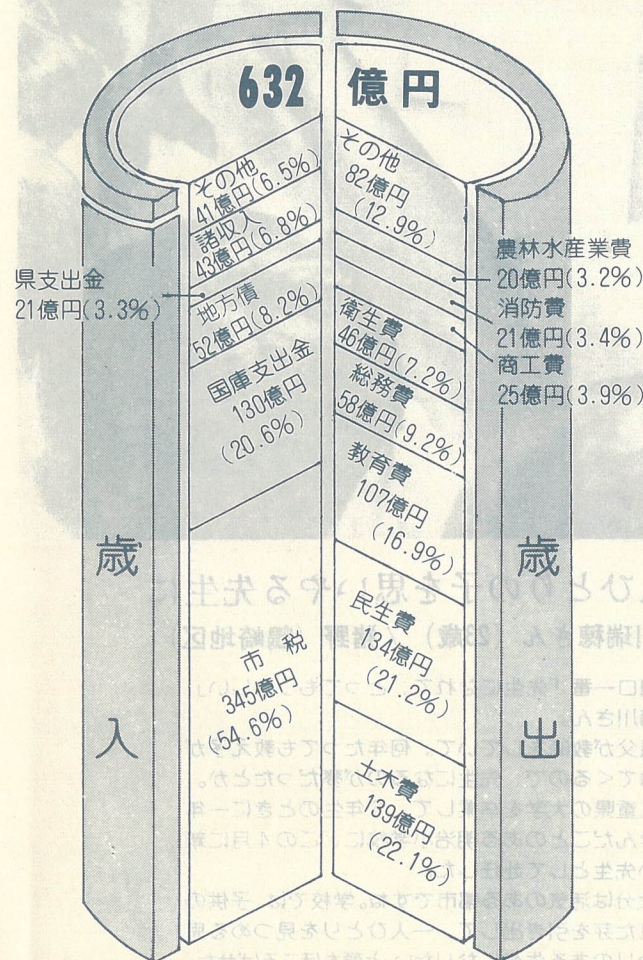 632 億円
その他
41億円(6.5%)
諸収入
43億円(6.8%)
県支出金
21億円(3.3%)
地方債
52億円(8.2%)
国庫支出金
130億円
(20.6%)
市税
345億円
(54.6%)
歳入
その他
82億円
(12.9%)
農林水産業費
20億円(3.2%)
消防費
21億円(3.4%)
商工費
25億円(3.9%)
衛生費
46億円(7.2%)
総務費
58億円(9.2%)
教育費
107億円
(16.9%)
民生費
134億円
(21.2%)
土木費
139億円
(22.1%)
歳出